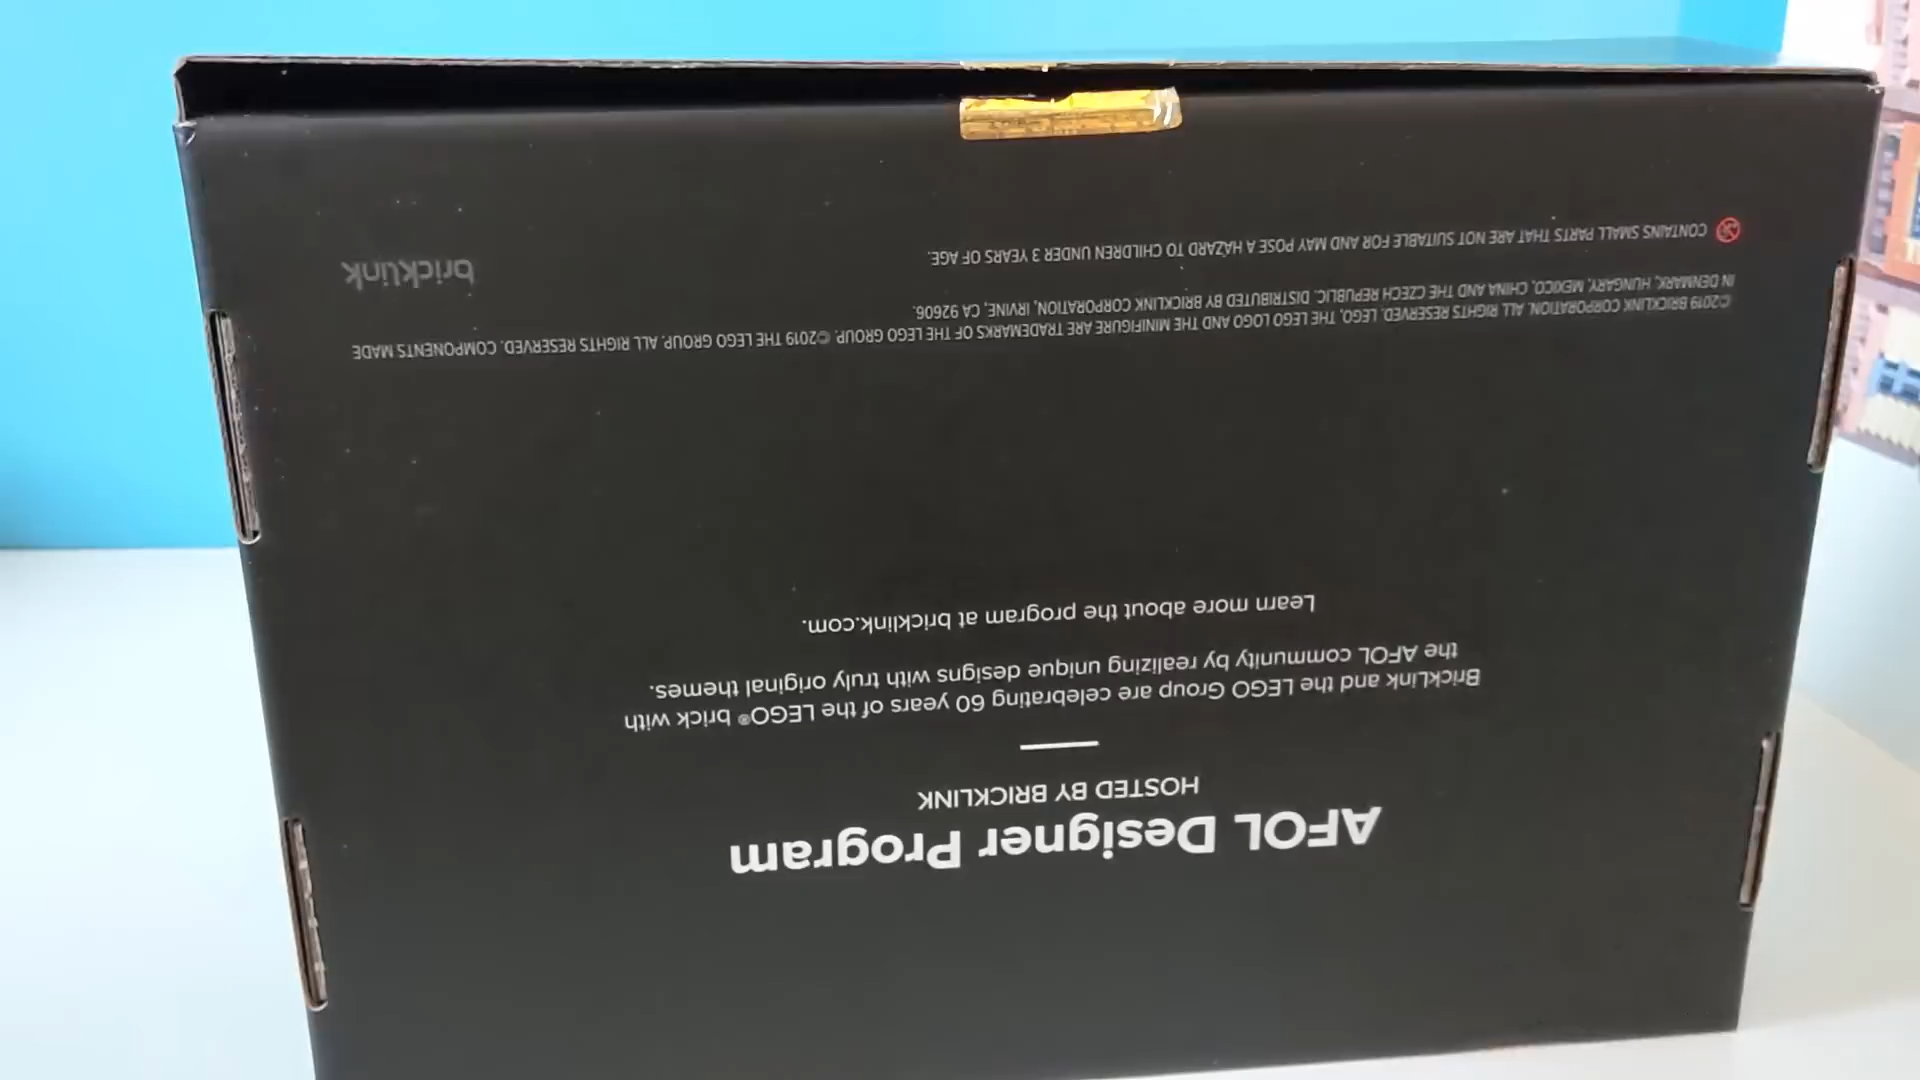 AFOL Designer Program
HOSTED BY BRICKLINK
BrickLink and the LEGO Group are celebrating 60 years of the LEGO® brick with
the AFOL community by realizing unique designs with truly original themes.
Learn more about the program at bricklink.com.
©2019 BRICKLINK CORPORATION. ALL RIGHTS RESERVED. LEGO, THE LEGO LOGO AND THE MINIFIGURE ARE TRADEMARKS OF THE LEGO GROUP. ©2019 THE LEGO GROUP. ALL RIGHTS RESERVED. COMPONENTS MADE
IN DENMARK, HUNGARY, MEXICO, CHINA AND THE CZECH REPUBLIC. DISTRIBUTED BY BRICKLINK CORPORATION, IRVINE, CA 92606.
CONTAINS SMALL PARTS THAT ARE NOT SUITABLE FOR AND MAY POSE A HAZARD TO CHILDREN UNDER 3 YEARS OF AGE.
bricklink